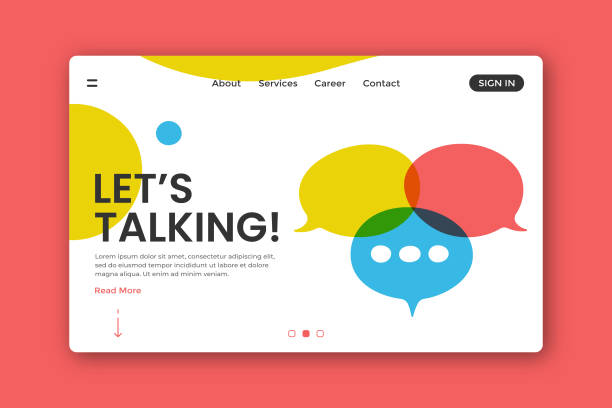 About Services Career Contact SIGN IN
LET’S
TALKING!
Lorem ipsum dolor sit amet, consectetur adipiscing elit,
sed do eiusmod tempor incididunt ut labore et dolore
magna aliqua. Ut enim ad minim veniam.
Read More